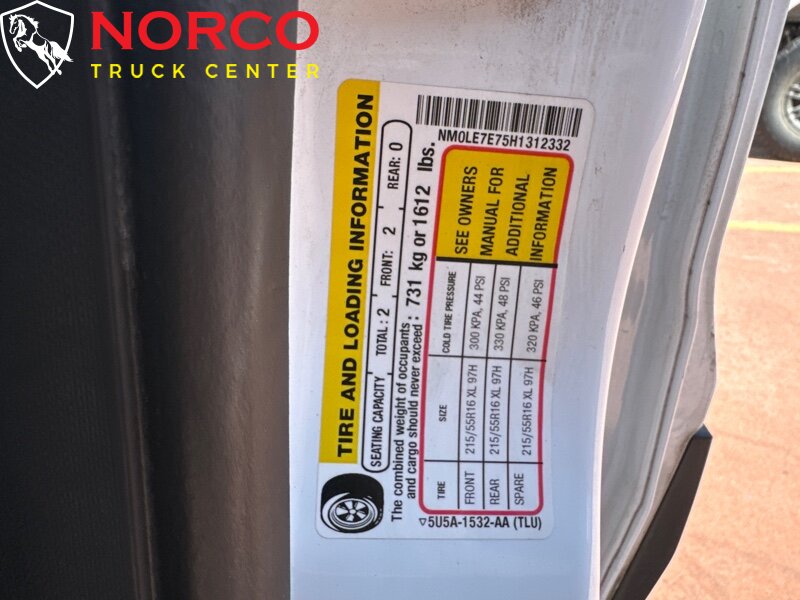 NORCO
TRUCK CENTER
NM0LE7E75H1312332
TIRE AND LOADING INFORMATION
SEATING CAPACITY TOTAL: 2 FRONT: 2 REAR: 0
The combined weight of occupants and cargo should never exceed: 731 kg or 1612 lbs.
TIRE SIZE COLD TIRE PRESSURE
FRONT 215/55R16 XL 97H 300 KPA, 44 PSI
REAR 215/55R16 XL 97H 330 KPA, 48 PSI
SPARE 215/55R16 XL 97H 320 KPA, 46 PSI
SEE OWNERS
MANUAL FOR
ADDITIONAL
INFORMATION
▽5U5A-1532-AA (TLU)